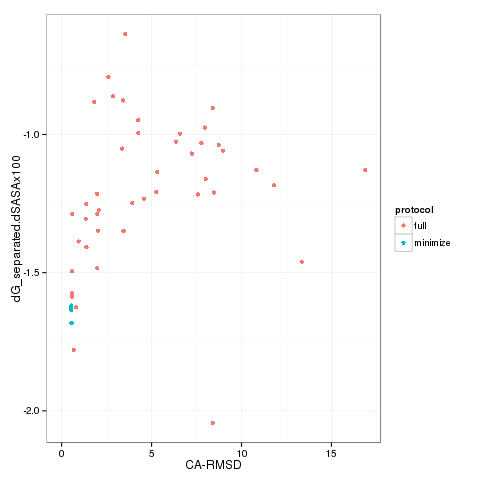 -1.0
-1.5
-2.0
dG_separated.dSASAx100
0
5
10
15
CA-RMSD
protocol
full
minimize